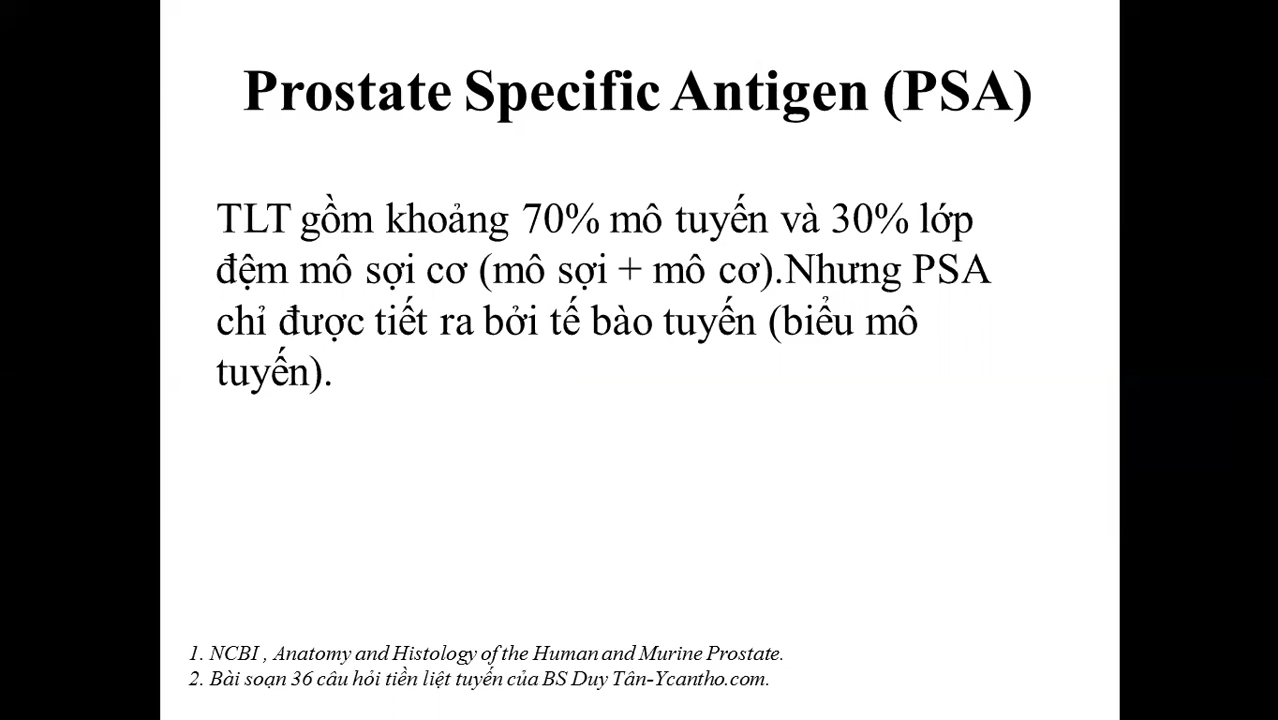 Prostate Specific Antigen (PSA)
TLT gồm khoảng 70% mô tuyến và 30% lớp
đệm mô sợi cơ (mô sợi + mô cơ).Nhưng PSA
chỉ được tiết ra bởi tế bào tuyến (biểu mô
tuyến).
1. NCBI , Anatomy and Histology of the Human and Murine Prostate.
2. Bài soạn 36 câu hỏi tiền liệt tuyến của BS Duy Tân-Ycantho.com.